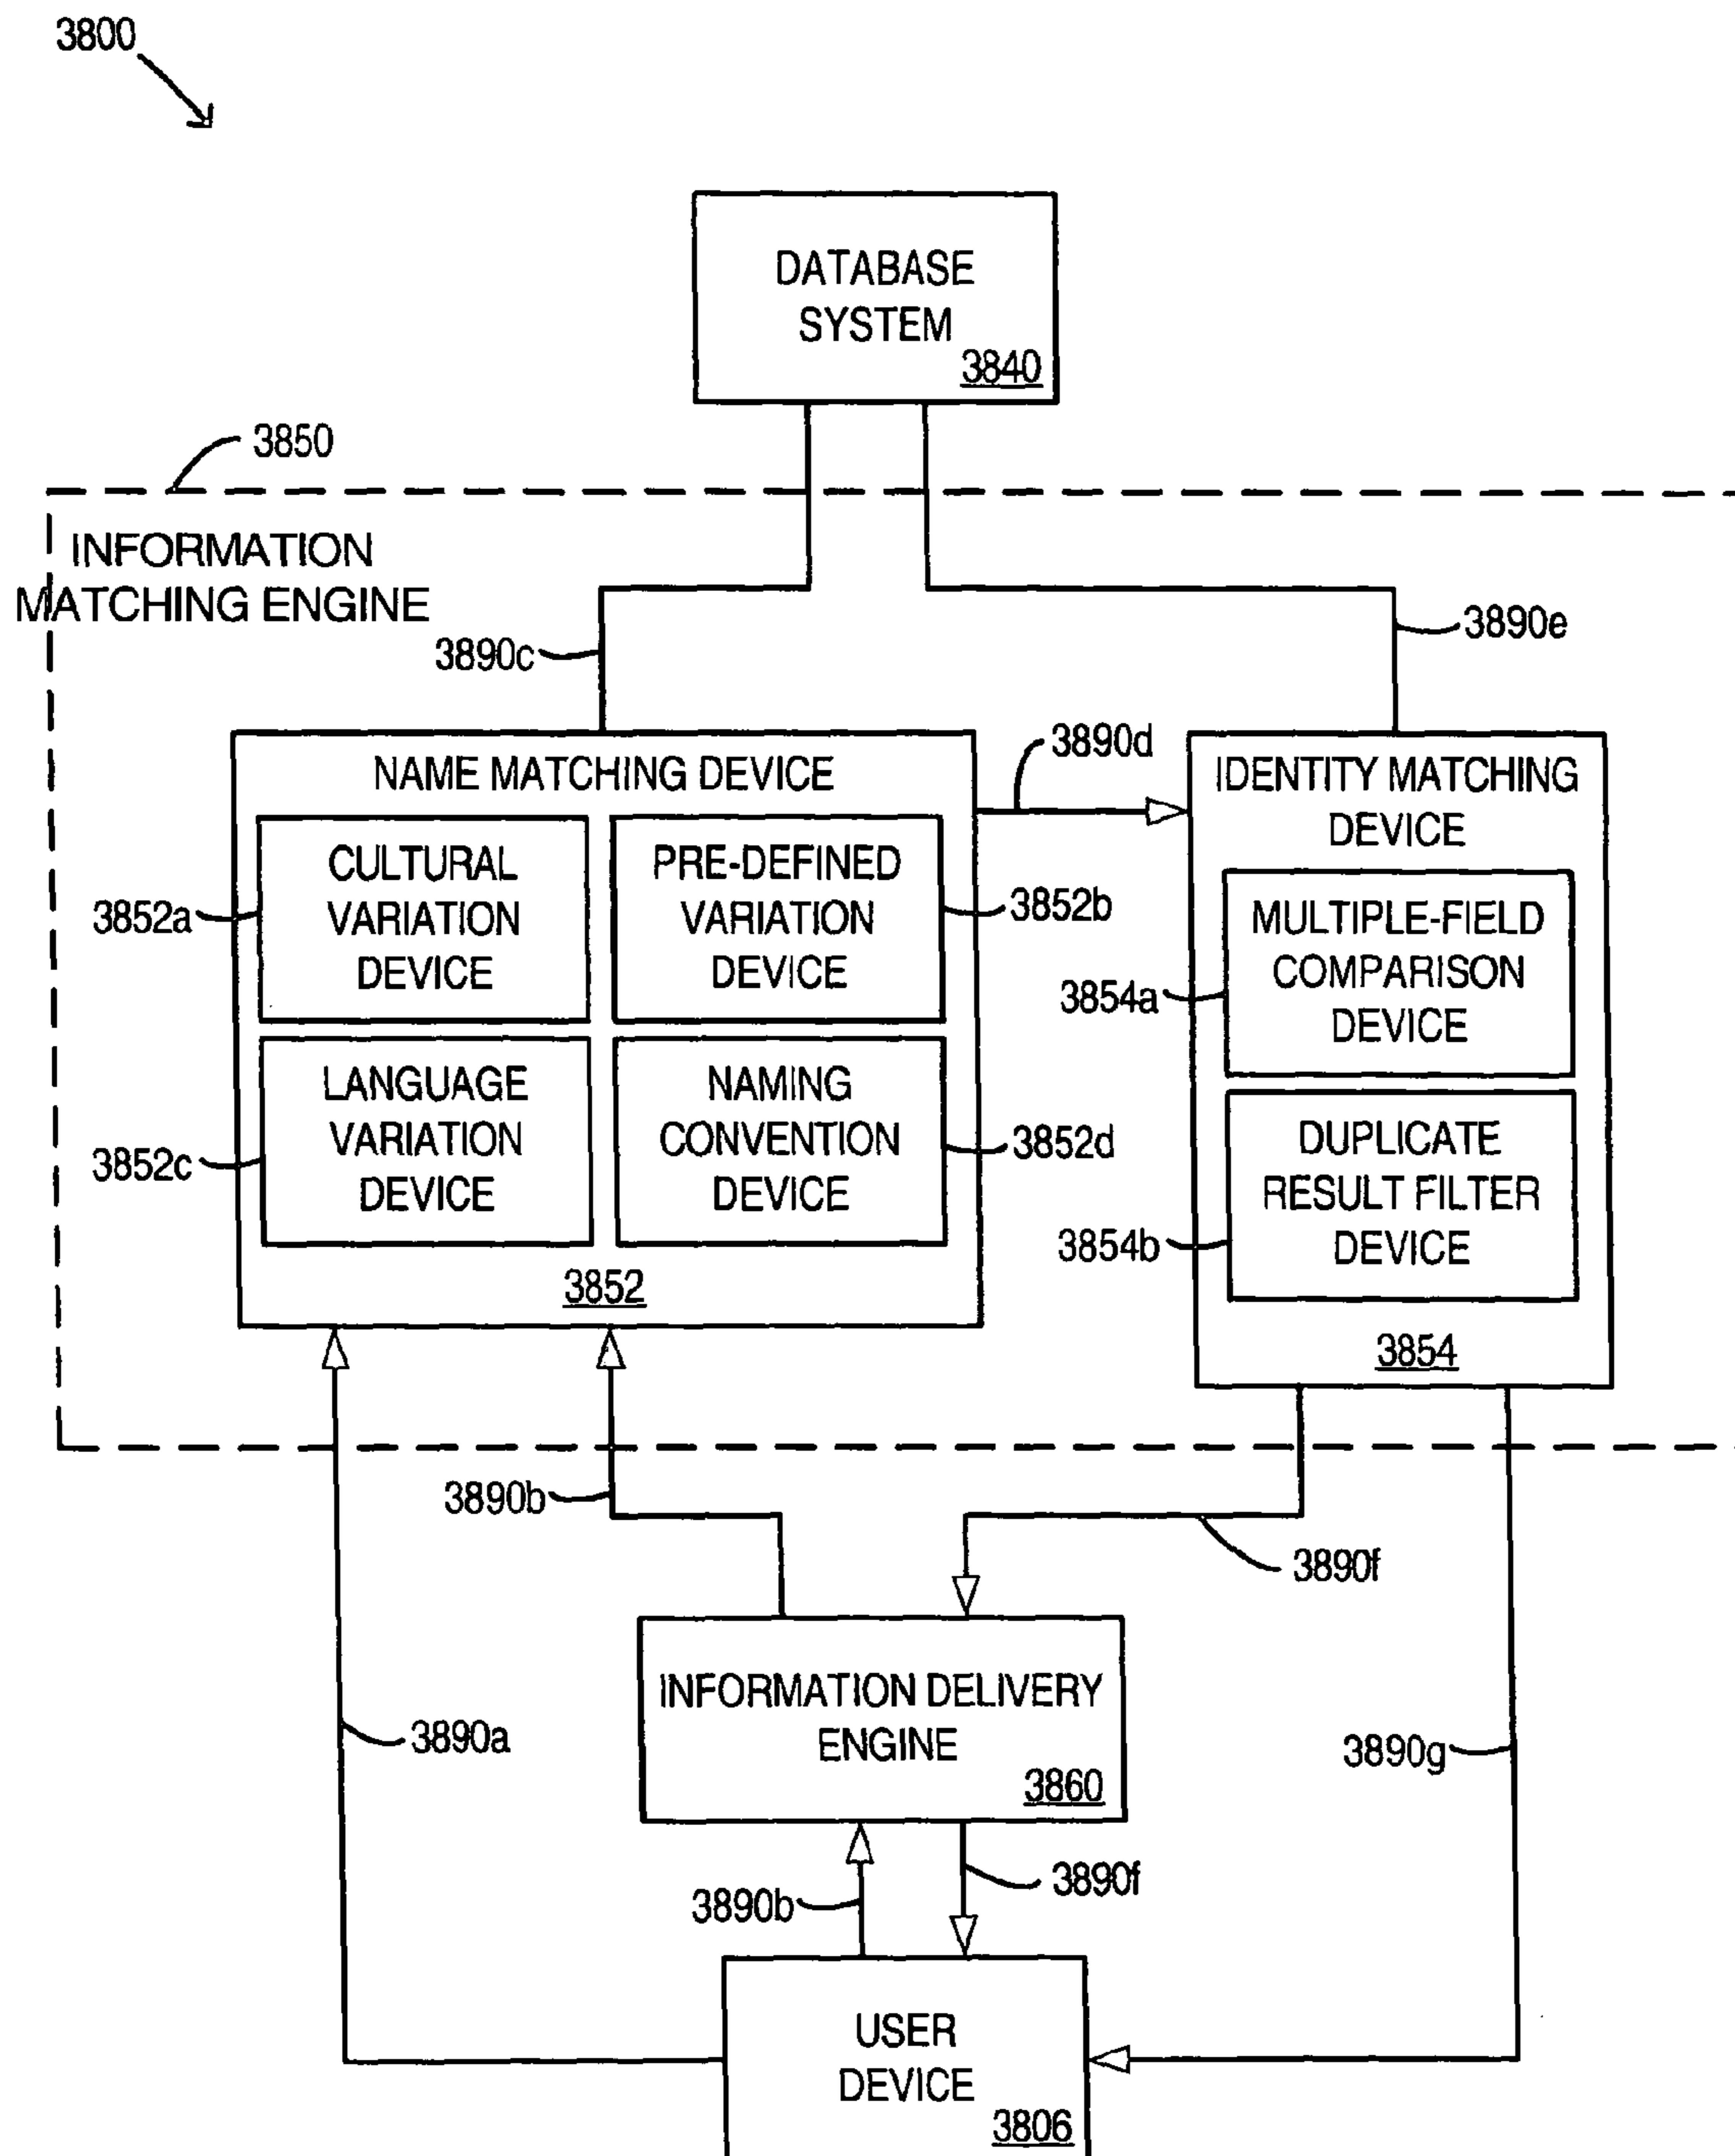 3800
DATABASE
SYSTEM
3840
3850
INFORMATION
MATCHING ENGINE
3890c
3890e
3890d
NAME MATCHING DEVICE
CULTURAL
VARIATION
DEVICE
3852a
PRE-DEFINED
VARIATION
DEVICE
3852b
LANGUAGE
VARIATION
DEVICE
3852c
NAMING
CONVENTION
DEVICE
3852d
3852
IDENTITY MATCHING
DEVICE
MULTIPLE-FIELD
COMPARISON
DEVICE
3854a
DUPLICATE
RESULT FILTER
DEVICE
3854b
3854
3890b
3890f
INFORMATION DELIVERY
ENGINE
3860
3890a
3890g
3890b
3890f
USER
DEVICE
3806